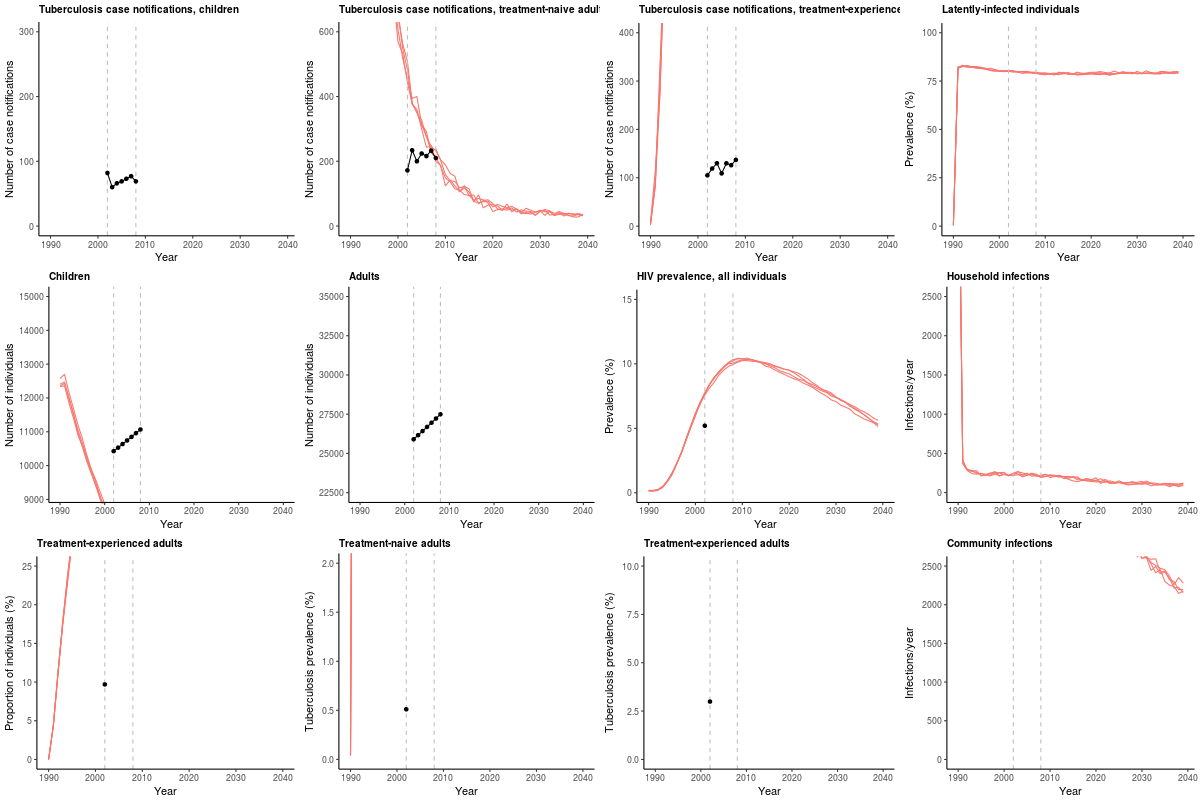 Tuberculosis case notifications, children
Number of case notifications
300
200
100
0
1990 2000 2010 2020 2030 2040
Year
Tuberculosis case notifications, treatment-naive adul
Number of case notifications
600
400
200
0
1990 2000 2010 2020 2030 2040
Year
Tuberculosis case notifications, treatment-experience
Number of case notifications
400
300
200
100
0
1990 2000 2010 2020 2030 2040
Year
Latently-infected individuals
Prevalence (%)
100
75
50
25
0
1990 2000 2010 2020 2030 2040
Year
Children
Number of individuals
15000
14000
13000
12000
11000
10000
9000
1990 2000 2010 2020 2030 2040
Year
Adults
Number of individuals
35000
32500
30000
27500
25000
22500
1990 2000 2010 2020 2030 2040
Year
HIV prevalence, all individuals
Prevalence (%)
15
10
5
0
1990 2000 2010 2020 2030 2040
Year
Household infections
Infections/year
2500
2000
1500
1000
500
0
1990 2000 2010 2020 2030 2040
Year
Treatment-experienced adults
Proportion of individuals (%)
25
20
15
10
5
0
1990 2000 2010 2020 2030 2040
Year
Treatment-naive adults
Tuberculosis prevalence (%)
2.0
1.5
1.0
0.5
0.0
1990 2000 2010 2020 2030 2040
Year
Treatment-experienced adults
Tuberculosis prevalence (%)
10.0
7.5
5.0
2.5
0.0
1990 2000 2010 2020 2030 2040
Year
Community infections
Infections/year
2500
2000
1500
1000
500
0
1990 2000 2010 2020 2030 2040
Year